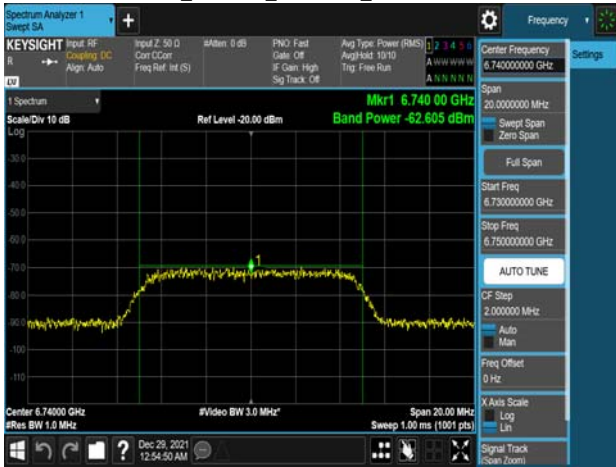 Spectrum Analyzer 1
Swept SA
+
Frequency
KEYSIGHT
R
LXI
Input: RF
Coupling: DC
Align: Auto
Input Z: 50 Ω
Corr CCorr
Freq Ref: Int (S)
#Atten: 0 dB
PNO: Fast
Gate: Off
IF Gain: High
Sig Track: Off
Avg Type: Power (RMS)
Avg|Hold: 10/10
Trig: Free Run
1 2 3 4 5 6
A W W W W W
A N N N N N
Center Frequency
6.740000000 GHz
Settings
Span
20.0000000 MHz
Swept Span
Zero Span
Full Span
Start Freq
6.730000000 GHz
Stop Freq
6.750000000 GHz
AUTO TUNE
CF Step
2.000000 MHz
Auto
Man
Freq Offset
0 Hz
X Axis Scale
Log
Lin
Signal Track
(Span Zoom)
1 Spectrum
Scale/Div 10 dB
Ref Level -20.00 dBm
Mkr1 6.740 00 GHz
Band Power -62.605 dBm
Log
-30.0
-40.0
-50.0
-60.0
-70.0
-80.0
-90.0
-100
-110
1
Center 6.74000 GHz
#Res BW 1.0 MHz
#Video BW 3.0 MHz*
Span 20.00 MHz
Sweep 1.00 ms (1001 pts)
?
Dec 29, 2021
12:54:50 AM